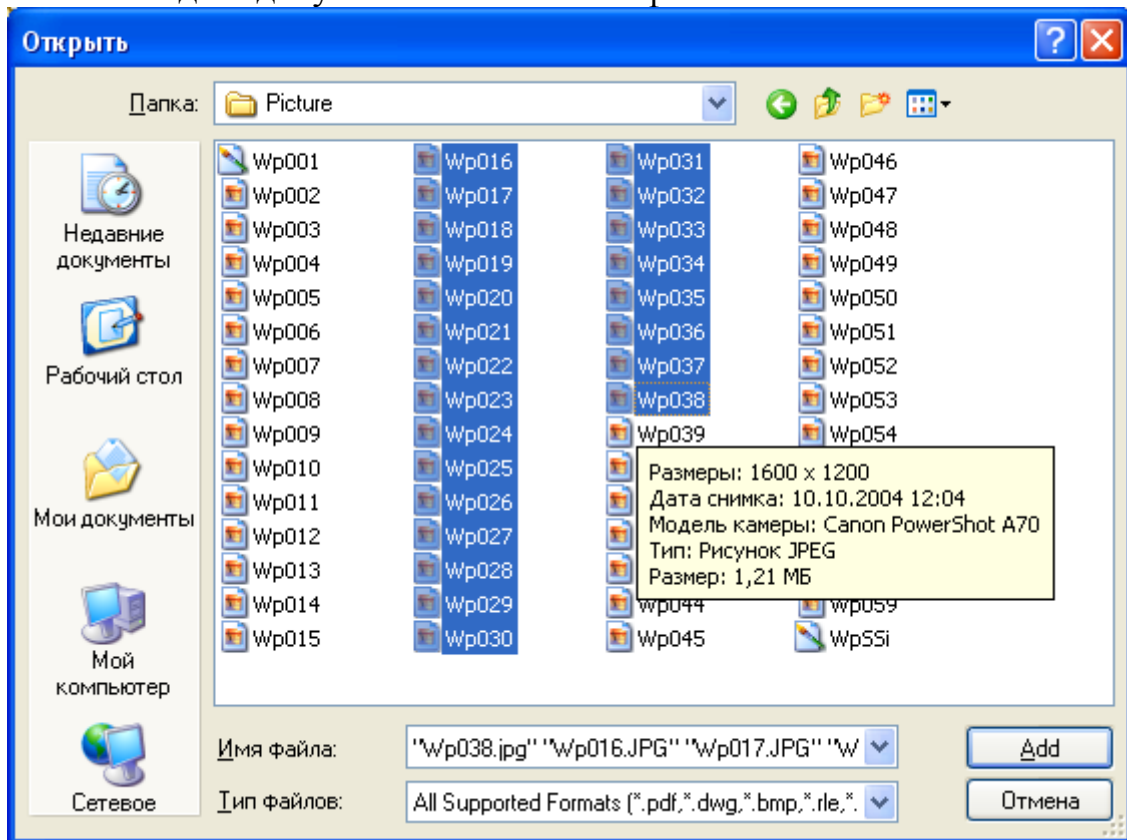 Открыть
Папка: Picture
Недавние документы
Рабочий стол
Мои документы
Мой компьютер
Сетевое
Wp001 Wp016 Wp031 Wp046
Wp002 Wp017 Wp032 Wp047
Wp003 Wp018 Wp033 Wp048
Wp004 Wp019 Wp034 Wp049
Wp005 Wp020 Wp035 Wp050
Wp006 Wp021 Wp036 Wp051
Wp007 Wp022 Wp037 Wp052
Wp008 Wp023 Wp038 Wp053
Wp009 Wp024 Wp039 Wp054
Wp010 Wp025
Wp011 Wp026
Wp012 Wp027
Wp013 Wp028
Wp014 Wp029 Wp044 Wp059
Wp015 Wp030 Wp045 WpSSi
Размеры: 1600 x 1200
Дата снимка: 10.10.2004 12:04
Модель камеры: Canon PowerShot A70
Тип: Рисунок JPEG
Размер: 1,21 МБ
Имя файла: "Wp038.jpg" "Wp016.JPG" "Wp017.JPG" "W
Add
Тип файлов: All Supported Formats (*.pdf,*.dwg,*.bmp,*.rle,*.
Отмена